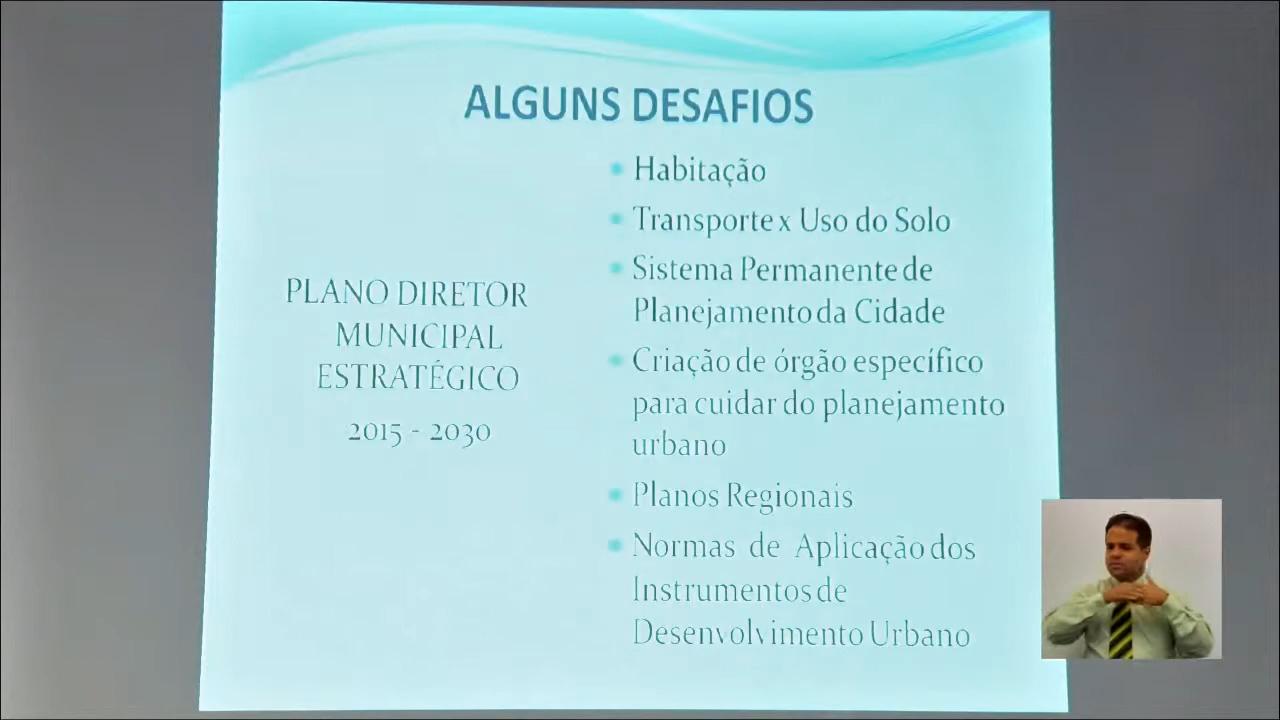 ALGUNS DESAFIOS
PLANO DIRETOR
MUNICIPAL
ESTRATÉGICO
2015 - 2030
• Habitação
• Transporte x Uso do Solo
• Sistema Permanente de
Planejamento da Cidade
• Criação de órgão específico
para cuidar do planejamento
urbano
• Planos Regionais
• Normas de Aplicação dos
Instrumentos de
Desenvolvimento Urbano